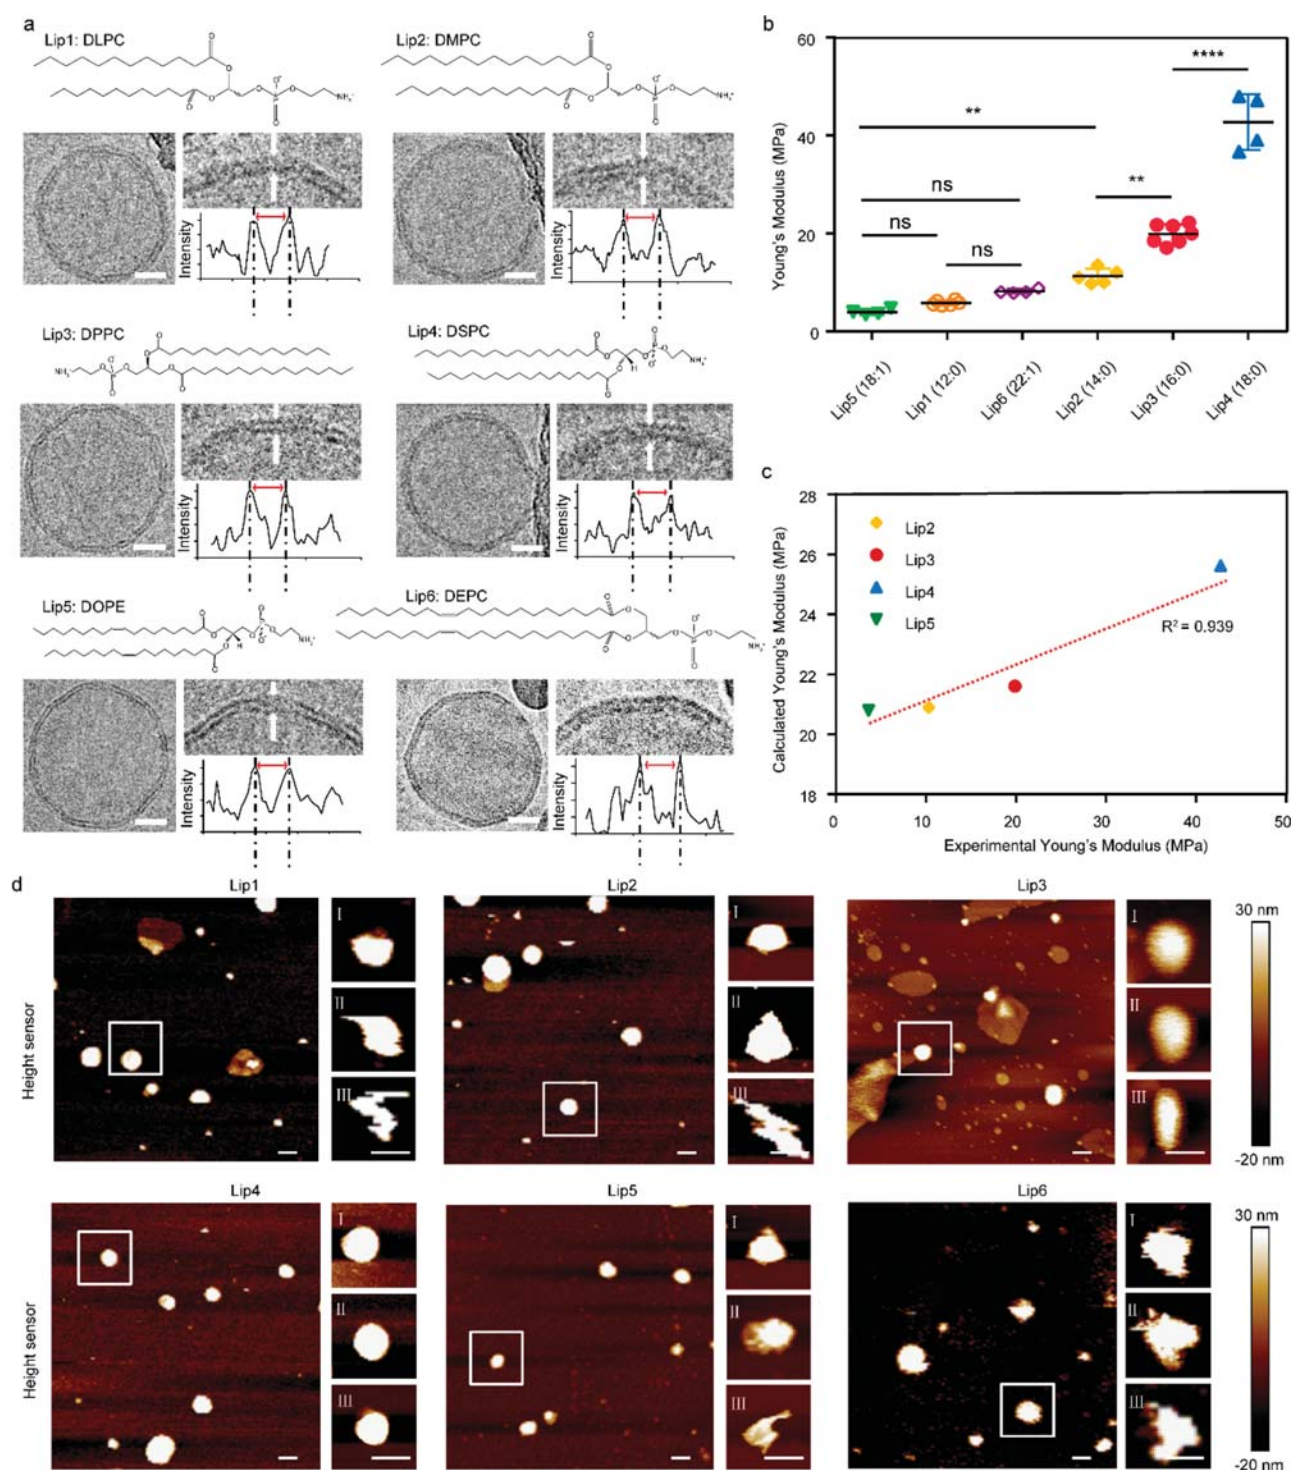 a
Lip1: DLPC
Lip2: DMPC
Intensity
Intensity
Lip3: DPPC
Lip4: DSPC
Intensity
Intensity
Lip5: DOPE
Lip6: DEPC
Intensity
Intensity
b
Young's Modulus (MPa)
60
40
20
0
****
**
**
ns
ns
ns
Lip5 (18:1)
Lip1 (12:0)
Lip6 (22:1)
Lip2 (14:0)
Lip3 (16:0)
Lip4 (18:0)
c
Calculated Young's Modulus (MPa)
28
26
24
22
20
18
Lip2
Lip3
Lip4
Lip5
R² = 0.939
0 10 20 30 40 50
Experimental Young's Modulus (MPa)
d
Lip1
Lip2
Lip3
Height sensor
I
II
III
I
II
III
I
II
III
30 nm
-20 nm
Lip4
Lip5
Lip6
Height sensor
I
II
III
I
II
III
I
II
III
30 nm
-20 nm